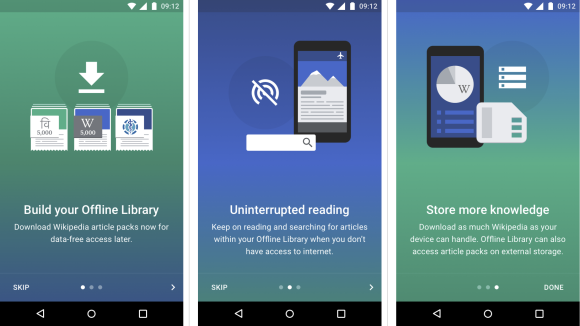 09:12
वि
5,000
W
5,000
Build your Offline Library
Download Wikipedia article packs now for
data-free access later.
SKIP
09:12
Uninterrupted reading
Keep on reading and searching for articles
within your Offline Library when you don't
have access to internet.
SKIP
09:12
W
Store more knowledge
Download as much Wikipedia as your
device can handle. Offline Library can also
access article packs on external storage.
DONE